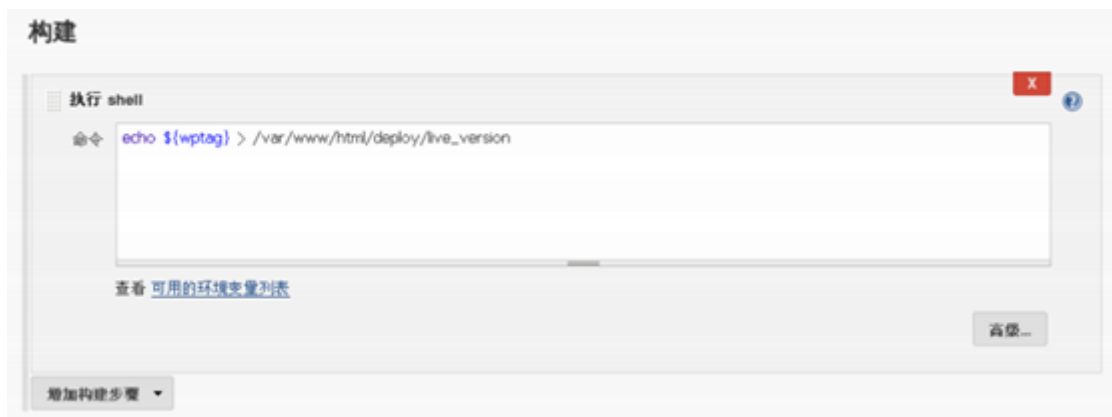 构建
X
执行 shell
命令 echo ${wptag} > /var/www/html/deploy/live_version
查看 可用的环境变量列表
高级...
增加构建步骤